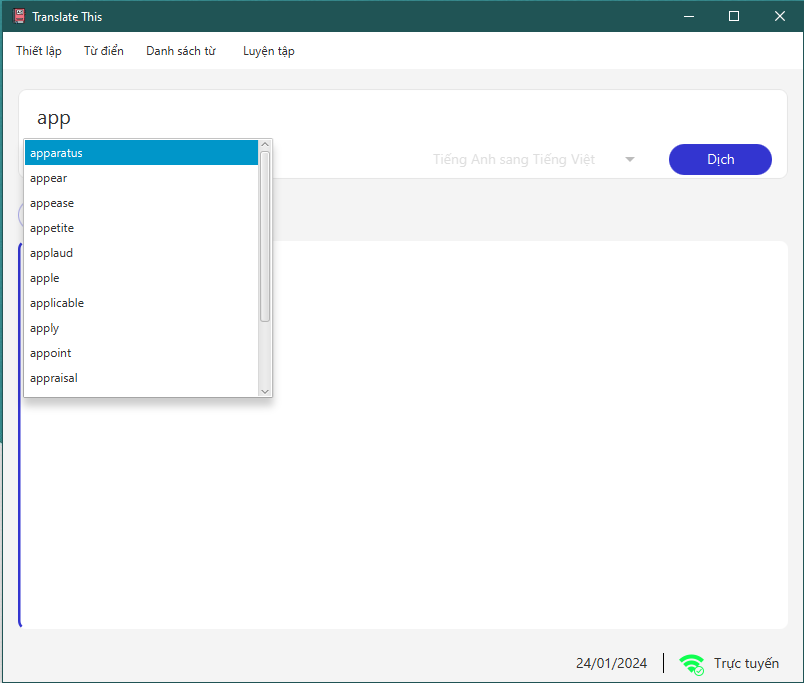 Translate This
Thiết lập Từ điển Danh sách từ Luyện tập
app
Tiếng Anh sang Tiếng Việt Dịch
apparatus
appear
appease
appetite
applaud
apple
applicable
apply
appoint
appraisal
24/01/2024 Trực tuyến